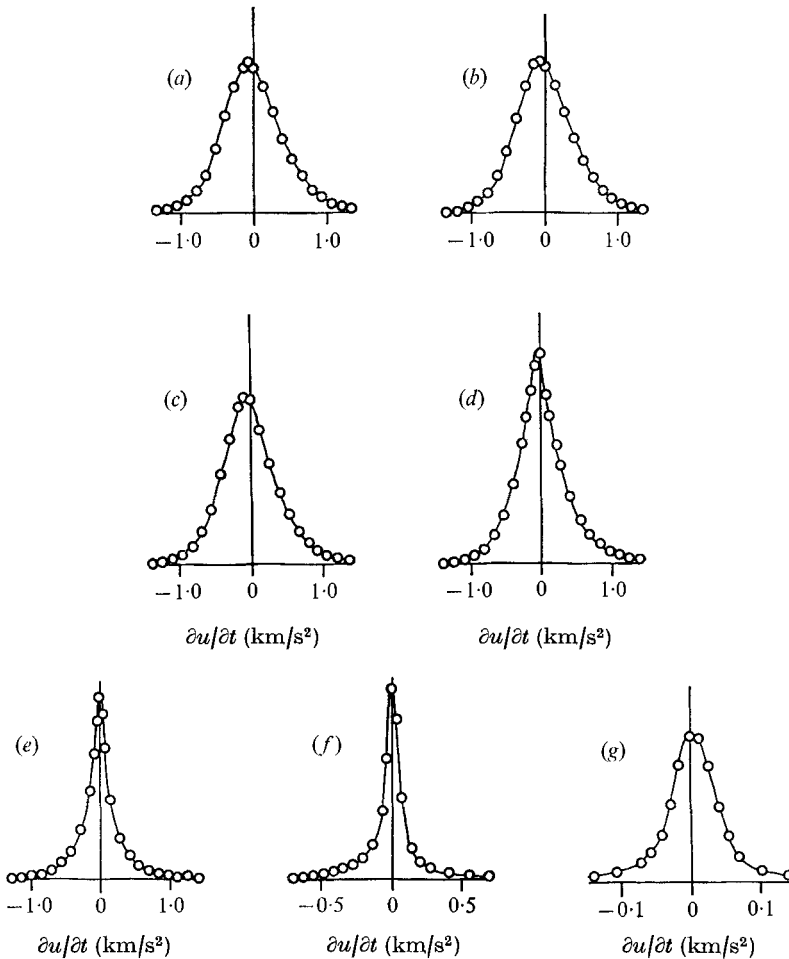 (a) (b)
−1·0 0 1·0 −1·0 0 1·0
(c) (d)
−1·0 0 1·0 −1·0 0 1·0
∂u/∂t (km/s²) ∂u/∂t (km/s²)
(e) (f) (g)
−1·0 0 1·0 −0·5 0 0·5 −0·1 0 0·1
∂u/∂t (km/s²) ∂u/∂t (km/s²) ∂u/∂t (km/s²)